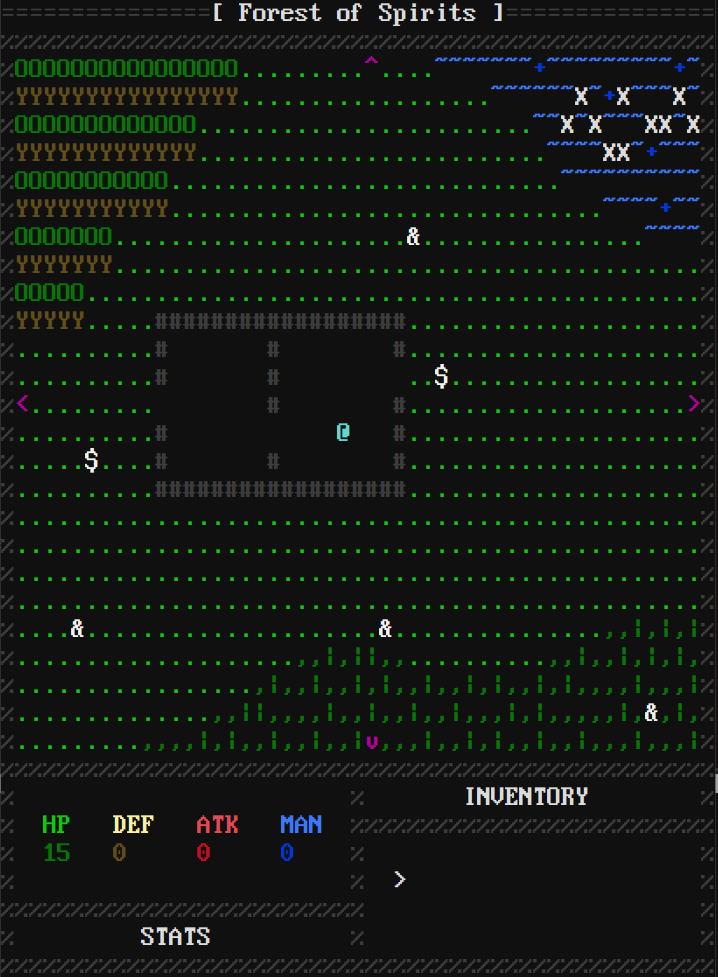 [ Forest of Spirits ]
HP DEF ATK MAN
15 0 0 0
STATS
INVENTORY
>